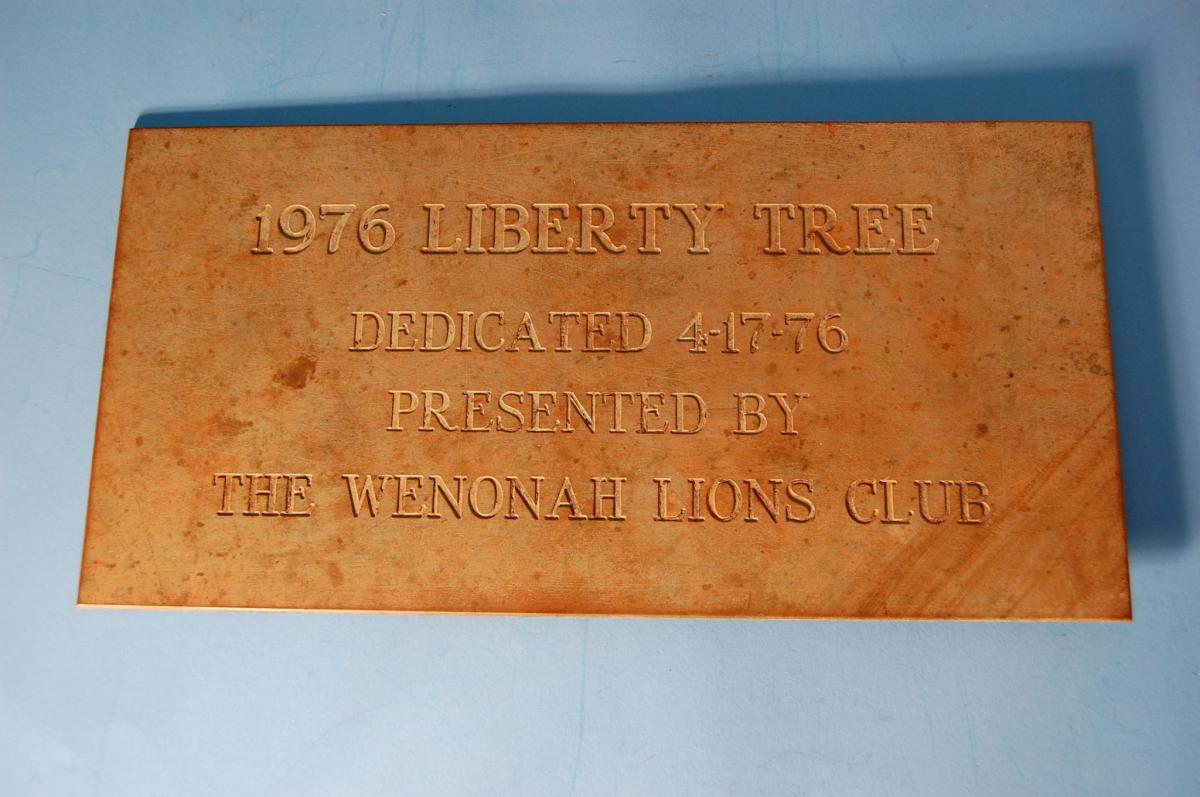 1976 LIBERTY TREE
DEDICATED 4-17-76
PRESENTED BY
THE WENONAH LIONS CLUB